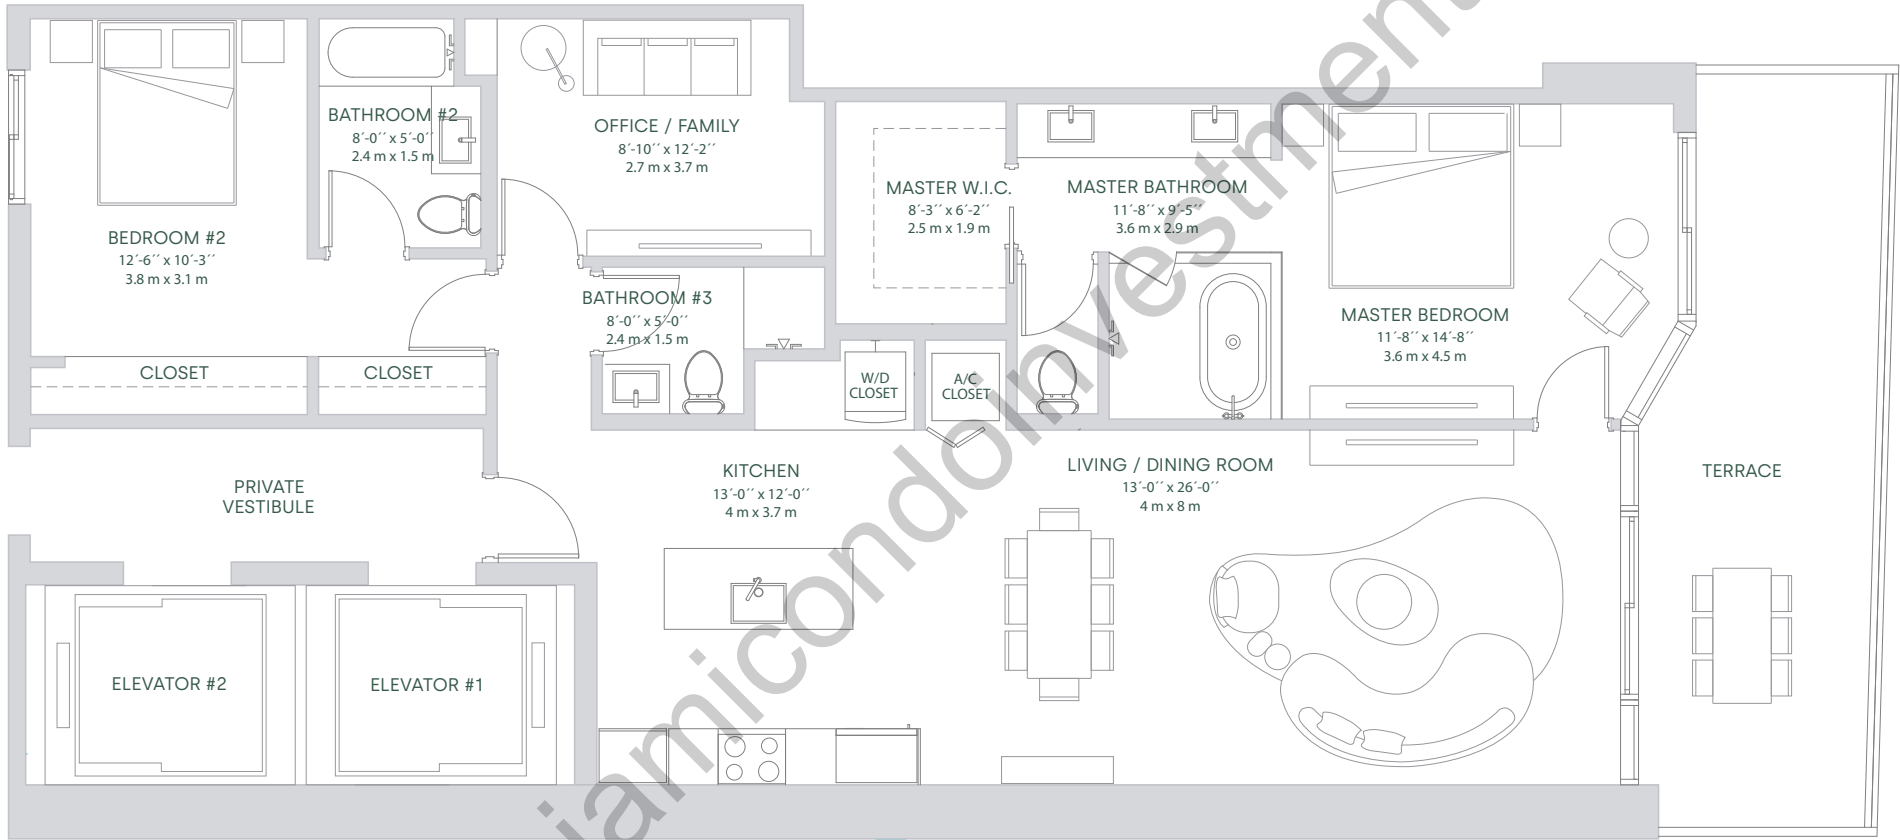 BATHROOM #2
8´-0´´ x 5´-0´´
2.4 m x 1.5 m
OFFICE / FAMILY
8´-10´´ x 12´-2´´
2.7 m x 3.7 m
MASTER W.I.C.
8´-3´´ x 6´-2´´
2.5 m x 1.9 m
MASTER BATHROOM
11´-8´´ x 9´-5´´
3.6 m x 2.9 m
BEDROOM #2
12´-6´´ x 10´-3´´
3.8 m x 3.1 m
BATHROOM #3
8´-0´´ x 5´-0´´
2.4 m x 1.5 m
MASTER BEDROOM
11´-8´´ x 14´-8´´
3.6 m x 4.5 m
CLOSET
CLOSET
W/D
CLOSET
A/C
CLOSET
PRIVATE
VESTIBULE
KITCHEN
13´-0´´ x 12´-0´´
4 m x 3.7 m
LIVING / DINING ROOM
13´-0´´ x 26´-0´´
4 m x 8 m
TERRACE
ELEVATOR #2
ELEVATOR #1
iamicondoinvestment